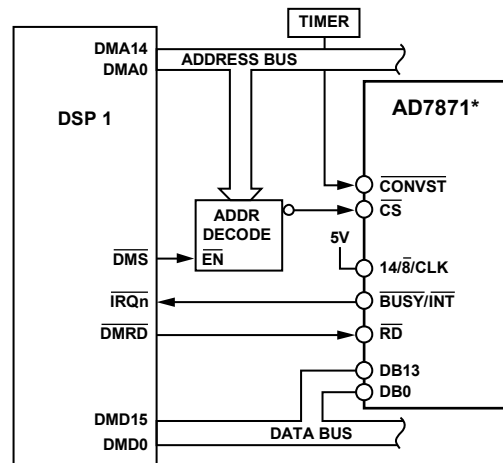 TIMER
DMA14
ADDRESS BUS
DMA0
AD7871*
DSP 1
CONVST
ADDR
DECODE
CS
5V
DMS
EN
14/8/CLK
IRQn
BUSY/INT
DMRD
RD
DB13
DB0
DMD15
DATA BUS
DMD0